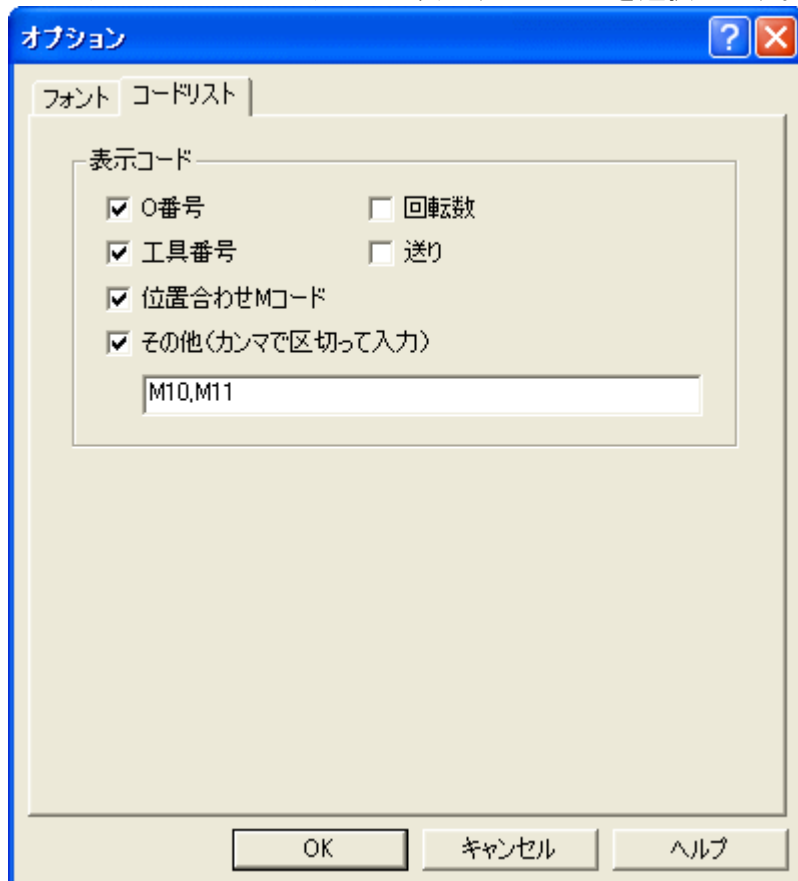 オプション
フォント コードリスト
表示コード
O番号 回転数
工具番号 送り
位置合わせMコード
その他(カンマで区切って入力)
M10,M11
OK キャンセル ヘルプ